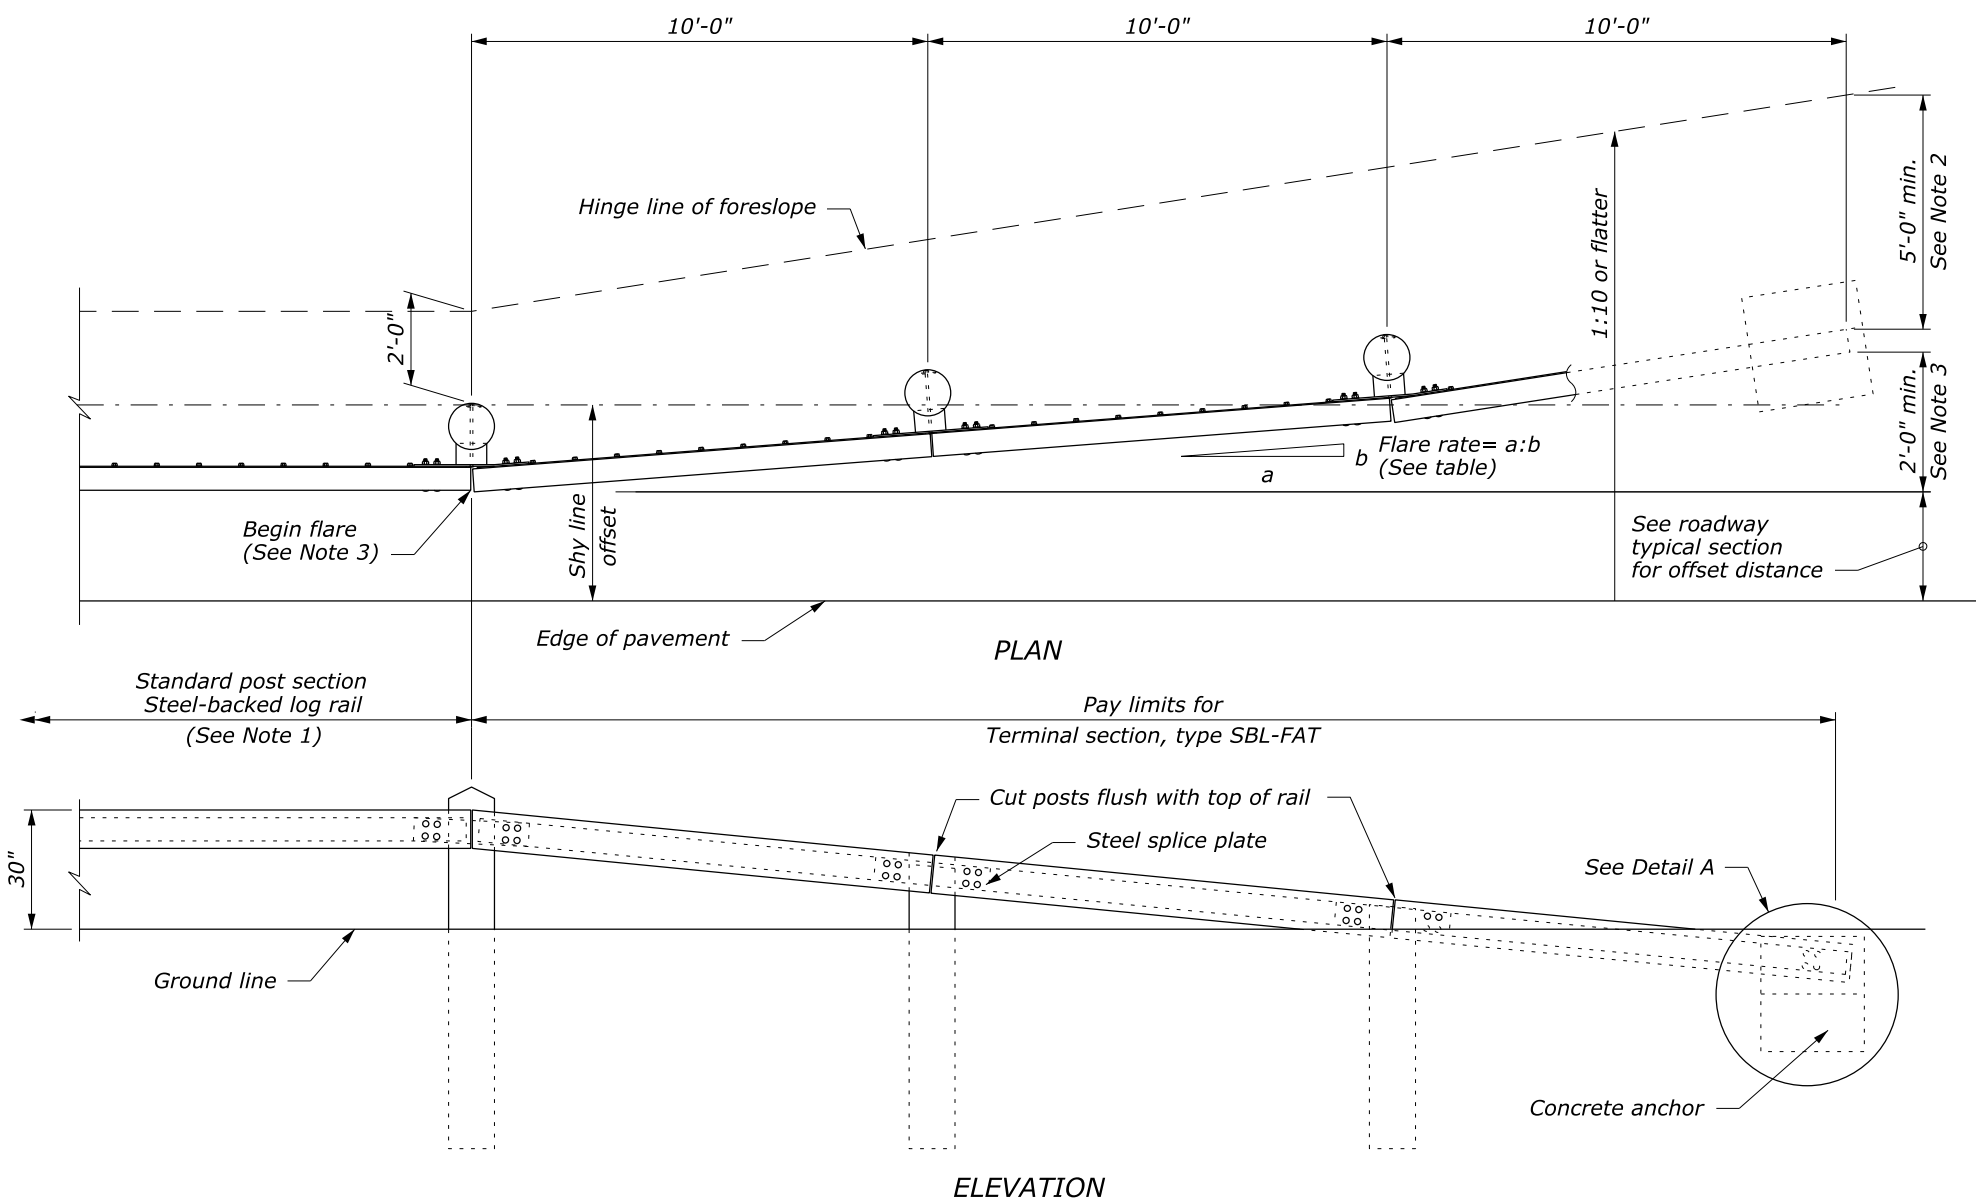 10'-0"
10'-0"
10'-0"
Hinge line of foreslope
2'-0"
1:10 or flatter
5'-0" min.
See Note 2
2'-0" min.
See Note 3
Flare rate= a:b
(See table)
b
a
Begin flare
(See Note 3)
Shy line
offset
See roadway
typical section
for offset distance
Edge of pavement
PLAN
Standard post section
Steel-backed log rail
(See Note 1)
Pay limits for
Terminal section, type SBL-FAT
Cut posts flush with top of rail
Steel splice plate
See Detail A
30"
Ground line
Concrete anchor
ELEVATION